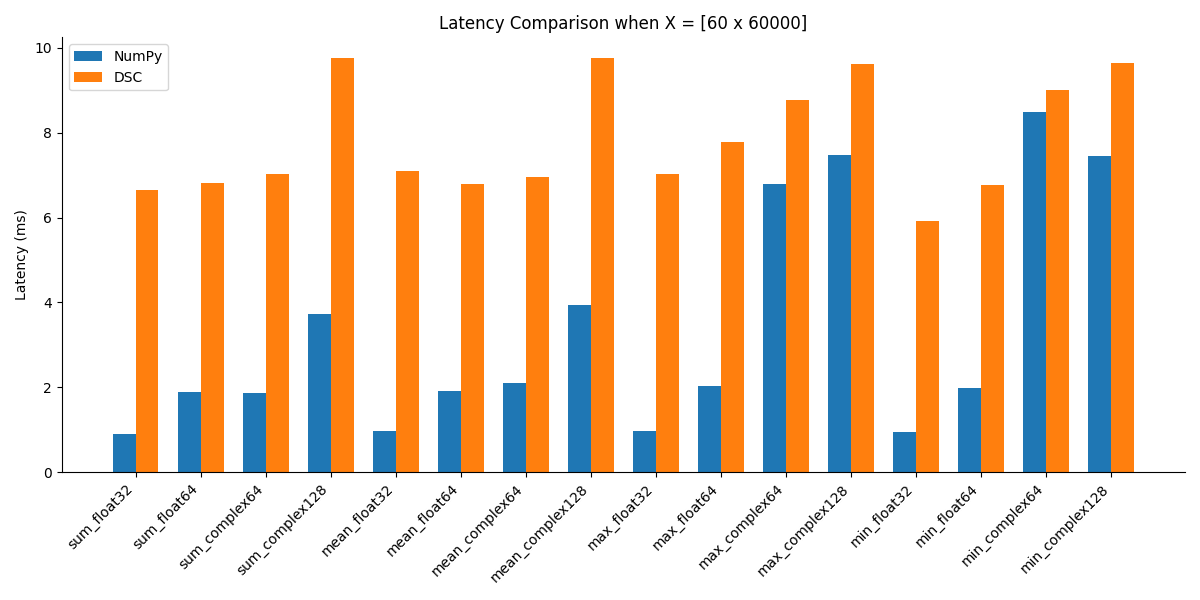 Latency Comparison when X = [60 x 60000]
NumPy
DSC
Latency (ms)
10
8
6
4
2
0
sum_float32
sum_float64
sum_complex64
sum_complex128
mean_float32
mean_float64
mean_complex64
mean_complex128
max_float32
max_float64
max_complex64
max_complex128
min_float32
min_float64
min_complex64
min_complex128